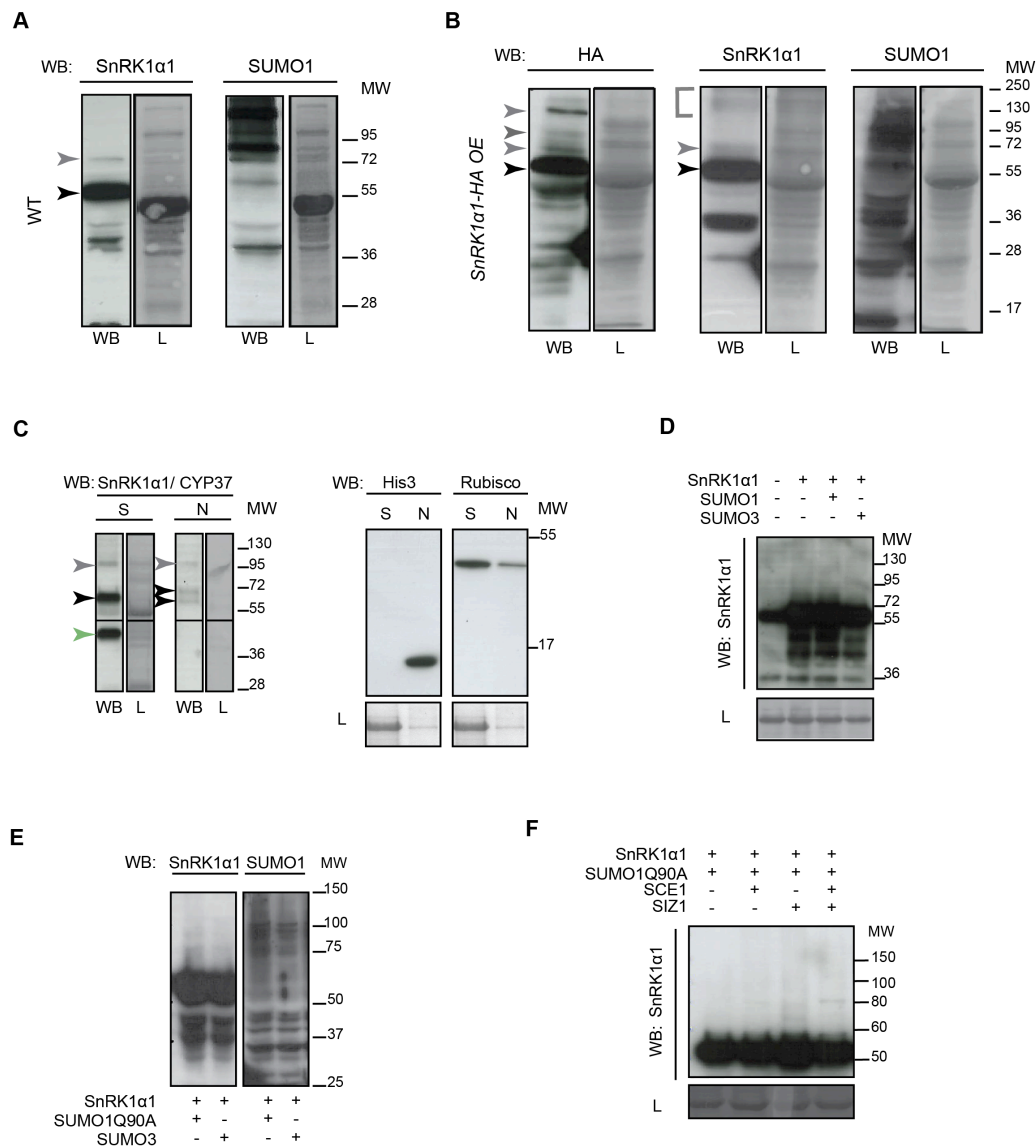 A
WB: SnRK1α1 SUMO1
MW
95
72
55
36
28
WT
WB L WB L
B
WB: HA SnRK1α1 SUMO1
MW
250
130
95
72
55
36
28
17
SnRK1α1-HA OE
WB L WB L WB L
C
WB: SnRK1α1/ CYP37
S N MW
130
95
72
55
36
28
WB L WB L
WB: His3 Rubisco
S N S N MW
55
17
L
D
SnRK1α1 - + + +
SUMO1 - - + -
SUMO3 - - - +
MW
130
95
72
55
36
WB: SnRK1α1
L
E
WB: SnRK1α1 SUMO1 MW
150
100
75
50
37
25
SnRK1α1 + + + +
SUMO1Q90A + - + -
SUMO3 - + - +
F
SnRK1α1 + + + +
SUMO1Q90A + + + +
SCE1 - + - +
SIZ1 - - + +
MW
150
100
80
60
50
WB: SnRK1α1
L